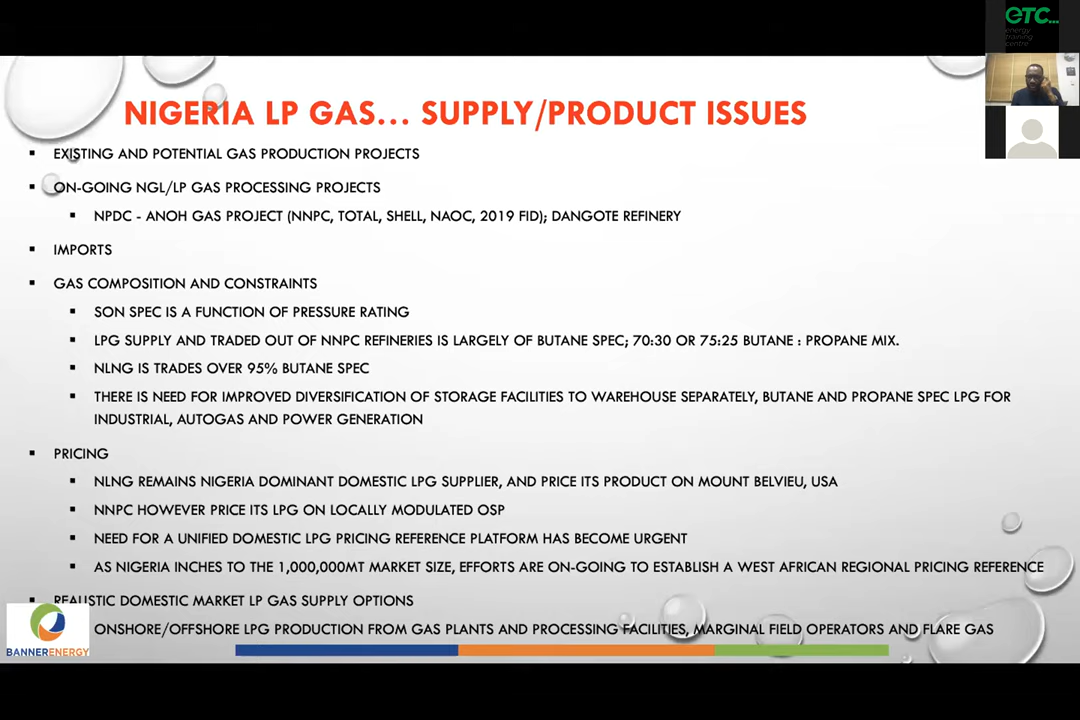 eTC...
energy
training
centre
NIGERIA LP GAS... SUPPLY/PRODUCT ISSUES
▪ EXISTING AND POTENTIAL GAS PRODUCTION PROJECTS
▪ ON-GOING NGL/LP GAS PROCESSING PROJECTS
▪ NPDC - ANOH GAS PROJECT (NNPC, TOTAL, SHELL, NAOC, 2019 FID); DANGOTE REFINERY
▪ IMPORTS
▪ GAS COMPOSITION AND CONSTRAINTS
▪ SON SPEC IS A FUNCTION OF PRESSURE RATING
▪ LPG SUPPLY AND TRADED OUT OF NNPC REFINERIES IS LARGELY OF BUTANE SPEC; 70:30 OR 75:25 BUTANE : PROPANE MIX.
▪ NLNG IS TRADES OVER 95% BUTANE SPEC
▪ THERE IS NEED FOR IMPROVED DIVERSIFICATION OF STORAGE FACILITIES TO WAREHOUSE SEPARATELY, BUTANE AND PROPANE SPEC LPG FOR
INDUSTRIAL, AUTOGAS AND POWER GENERATION
▪ PRICING
▪ NLNG REMAINS NIGERIA DOMINANT DOMESTIC LPG SUPPLIER, AND PRICE ITS PRODUCT ON MOUNT BELVIEU, USA
▪ NNPC HOWEVER PRICE ITS LPG ON LOCALLY MODULATED OSP
▪ NEED FOR A UNIFIED DOMESTIC LPG PRICING REFERENCE PLATFORM HAS BECOME URGENT
▪ AS NIGERIA INCHES TO THE 1,000,000MT MARKET SIZE, EFFORTS ARE ON-GOING TO ESTABLISH A WEST AFRICAN REGIONAL PRICING REFERENCE
▪ REALISTIC DOMESTIC MARKET LP GAS SUPPLY OPTIONS
ONSHORE/OFFSHORE LPG PRODUCTION FROM GAS PLANTS AND PROCESSING FACILITIES, MARGINAL FIELD OPERATORS AND FLARE GAS
BANNERENERGY